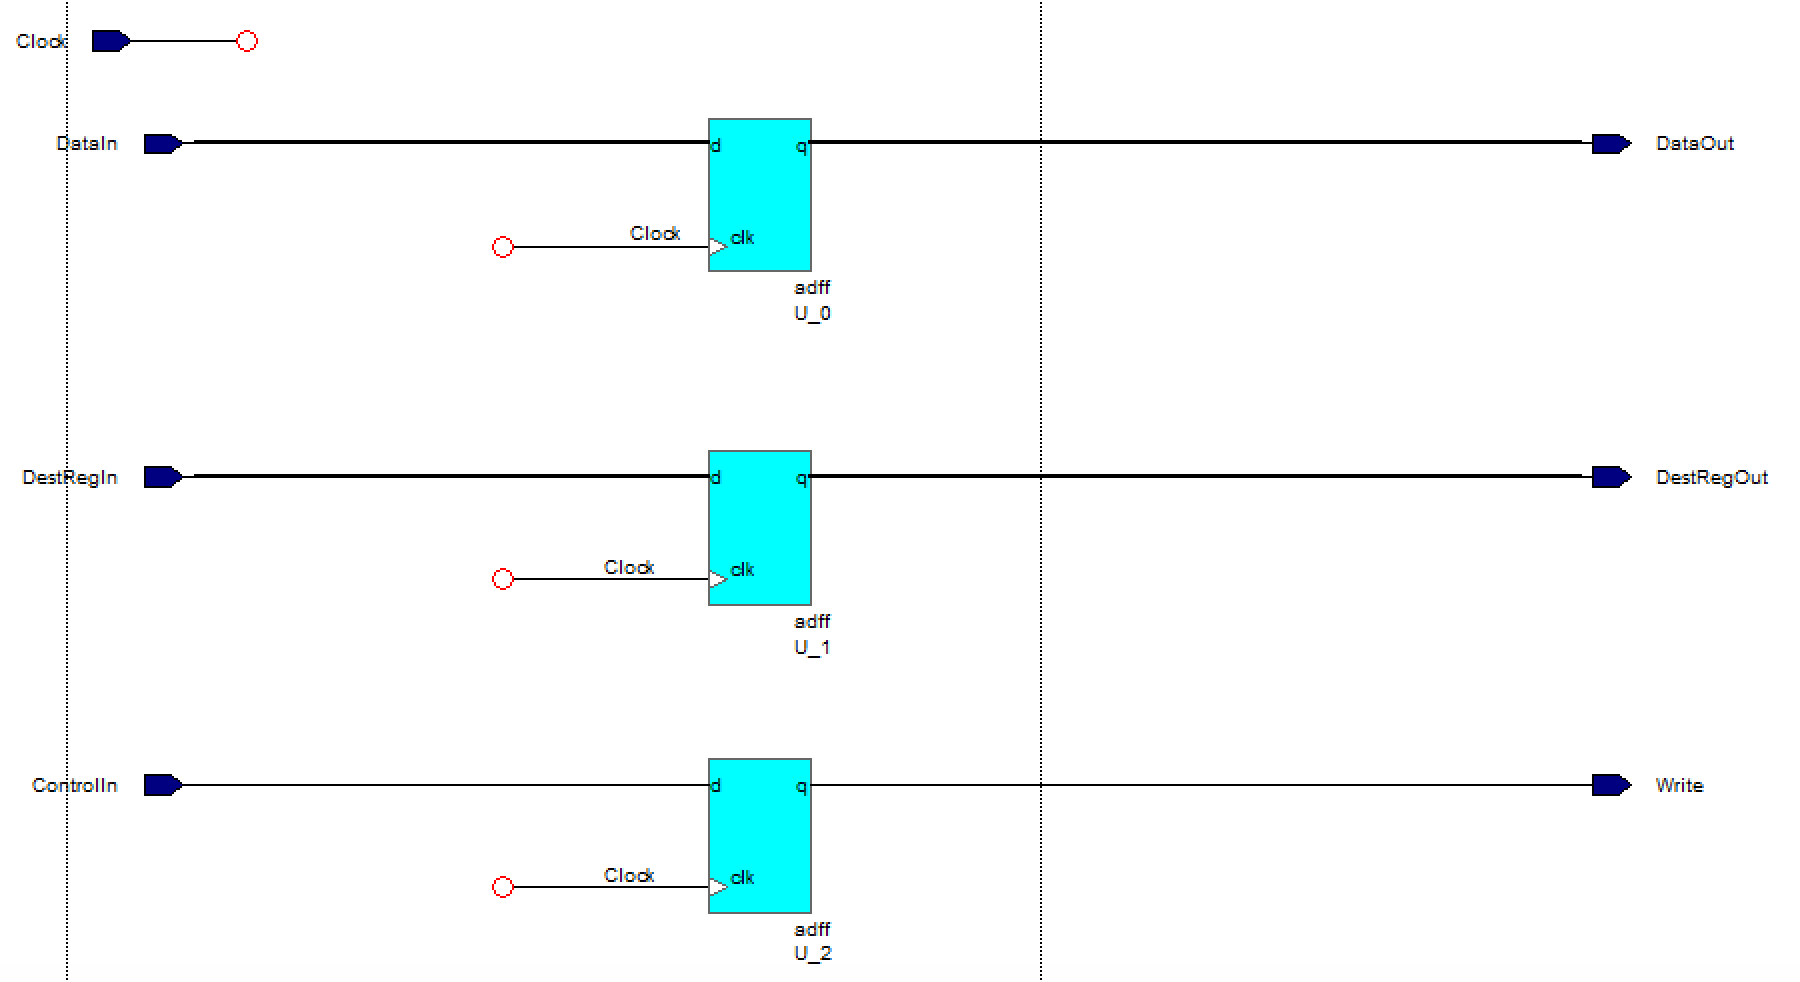 Clock
DataIn
d
q
DataOut
Clock
clk
adff
U_0
DestRegIn
d
q
DestRegOut
Clock
clk
adff
U_1
ControlIn
d
q
Write
Clock
clk
adff
U_2